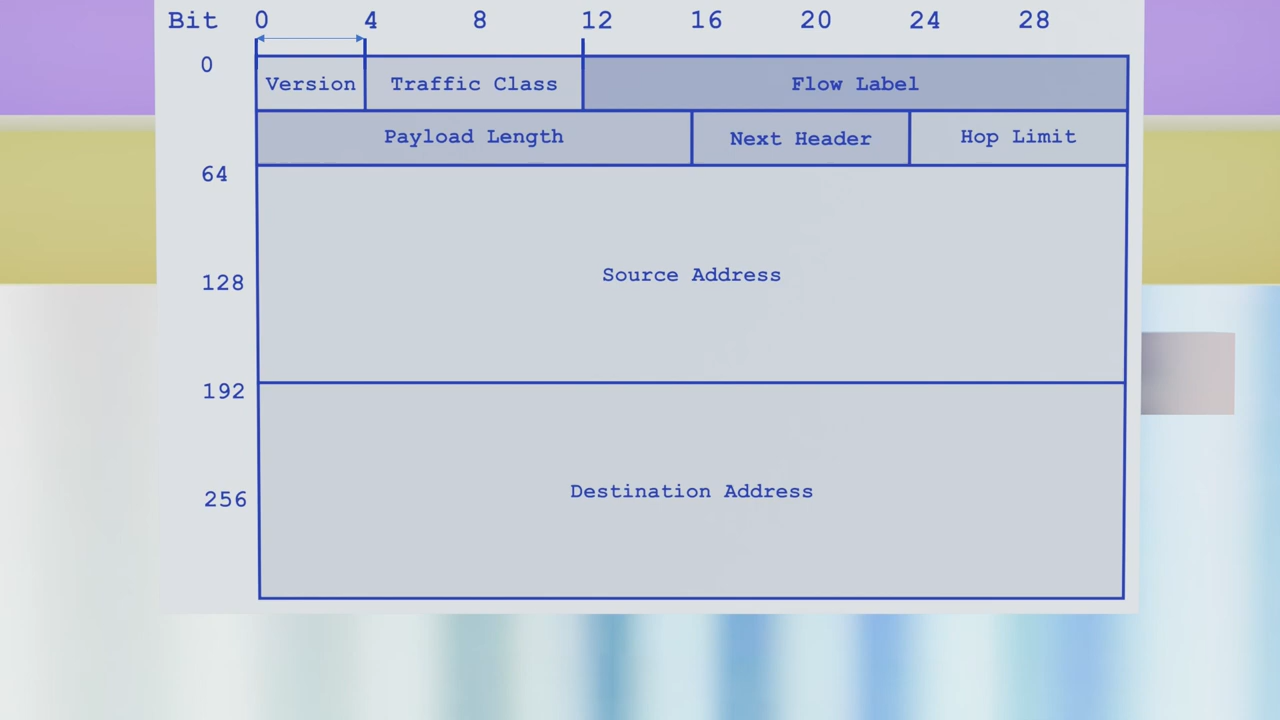 Bit 0 4 8 12 16 20 24 28
0
Version Traffic Class Flow Label
Payload Length Next Header Hop Limit
64
Source Address
128
192
Destination Address
256